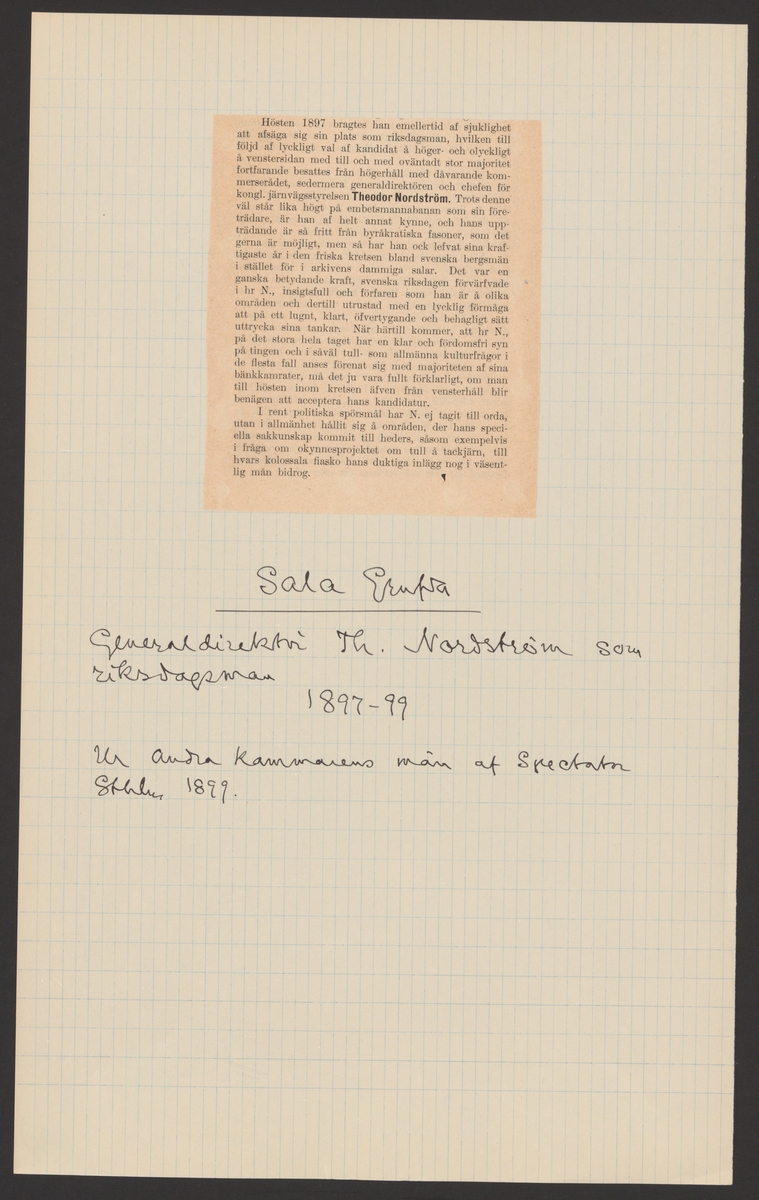 Hösten 1897 bragtes han emellertid af sjuklighet
att afsäga sig sin plats som riksdagsman, hvilken till
följd af lyckligt val af kandidat å höger- och olyckligt
å venstersidan med till och med oväntadt stor majoritet
fortfarande besattes från högerhåll med dåvarande kom-
merserådet, sedermera generaldirektören och chefen för
kongl. järnvägsstyrelsen Theodor Nordström. Trots denne
väl står lika högt på embetsmannabanan som sin före-
trädare, är han af helt annat kynne, och hans upp-
trädande är så fritt från byråkratiska fasoner, som det
gerna är möjligt, men så har han ock lefvat sina kraf-
tigaste år i den friska kretsen bland svenska bergsmän
i stället för i arkivens dammiga salar. Det var en
ganska betydande kraft, svenska riksdagen förvärfvade
i hr N., insigtsfull och förfaren som han är å olika
områden och dertill utrustad med en lycklig förmåga
att på ett lugnt, klart, öfvertygande och behagligt sätt
uttrycka sina tankar. När härtill kommer, att hr N.,
på det stora hela taget har en klar och fördomsfri syn
på tingen och i såväl tull- som allmänna kulturfrågor i
de flesta fall anses förenat sig med majoriteten af sina
bänkkamrater, må det ju vara fullt förklarligt, om man
till hösten inom kretsen äfven från vensterhåll blir
benägen att acceptera hans kandidatur.
I rent politiska spörsmål har N. ej tagit till orda,
utan i allmänhet hållit sig å områden, der hans speci-
ella sakkunskap kommit till heders, såsom exempelvis
i fråga om okynnesprojektet om tull å tackjärn, till
hvars kolossala fiasko hans duktiga inlägg nog i väsent-
lig mån bidrog.
Sala Grufva
Generaldirektör Th. Nordström som
riksdagsman
1897-99
Ur Andra kammarens män af Spectator
Sthlm 1899.